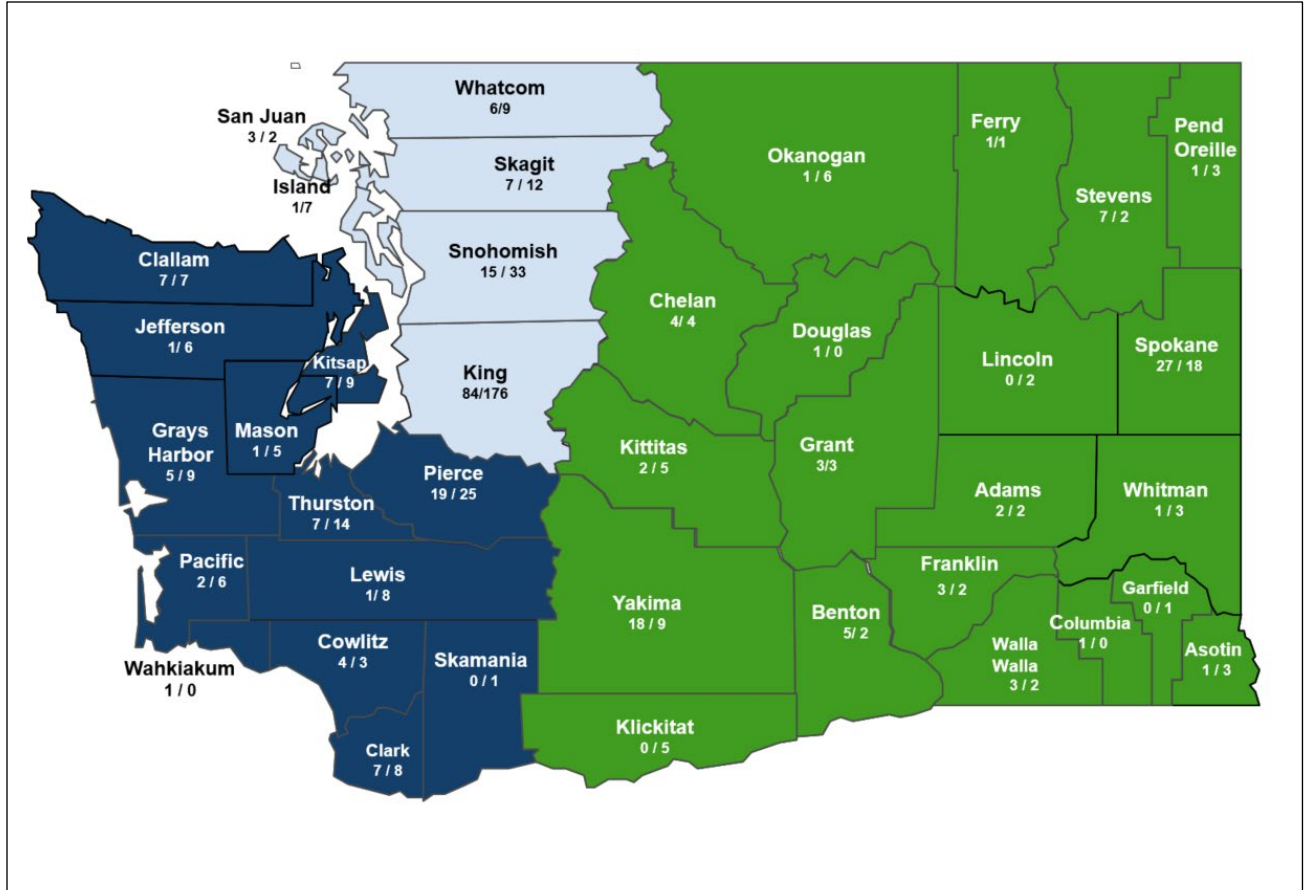 Whatcom
6/9
San Juan
3 / 2
Skagit
7 / 12
Island
1/7
Snohomish
15 / 33
King
84/176
Clallam
7 / 7
Jefferson
1/ 6
Kitsap
7 / 9
Grays
Harbor
5 / 9
Mason
1 / 5
Pierce
19 / 25
Thurston
7 / 14
Pacific
2 / 6
Lewis
1/ 8
Wahkiakum
1 / 0
Cowlitz
4 / 3
Skamania
0 / 1
Clark
7 / 8
Okanogan
1 / 6
Ferry
1/1
Stevens
7 / 2
Pend
Oreille
1 / 3
Chelan
4/ 4
Douglas
1 / 0
Lincoln
0 / 2
Spokane
27 / 18
Kittitas
2 / 5
Grant
3/3
Adams
2 / 2
Whitman
1 / 3
Yakima
18 / 9
Benton
5/ 2
Franklin
3 / 2
Walla
Walla
3 / 2
Columbia
1 / 0
Garfield
0 / 1
Asotin
1 / 3
Klickitat
0 / 5